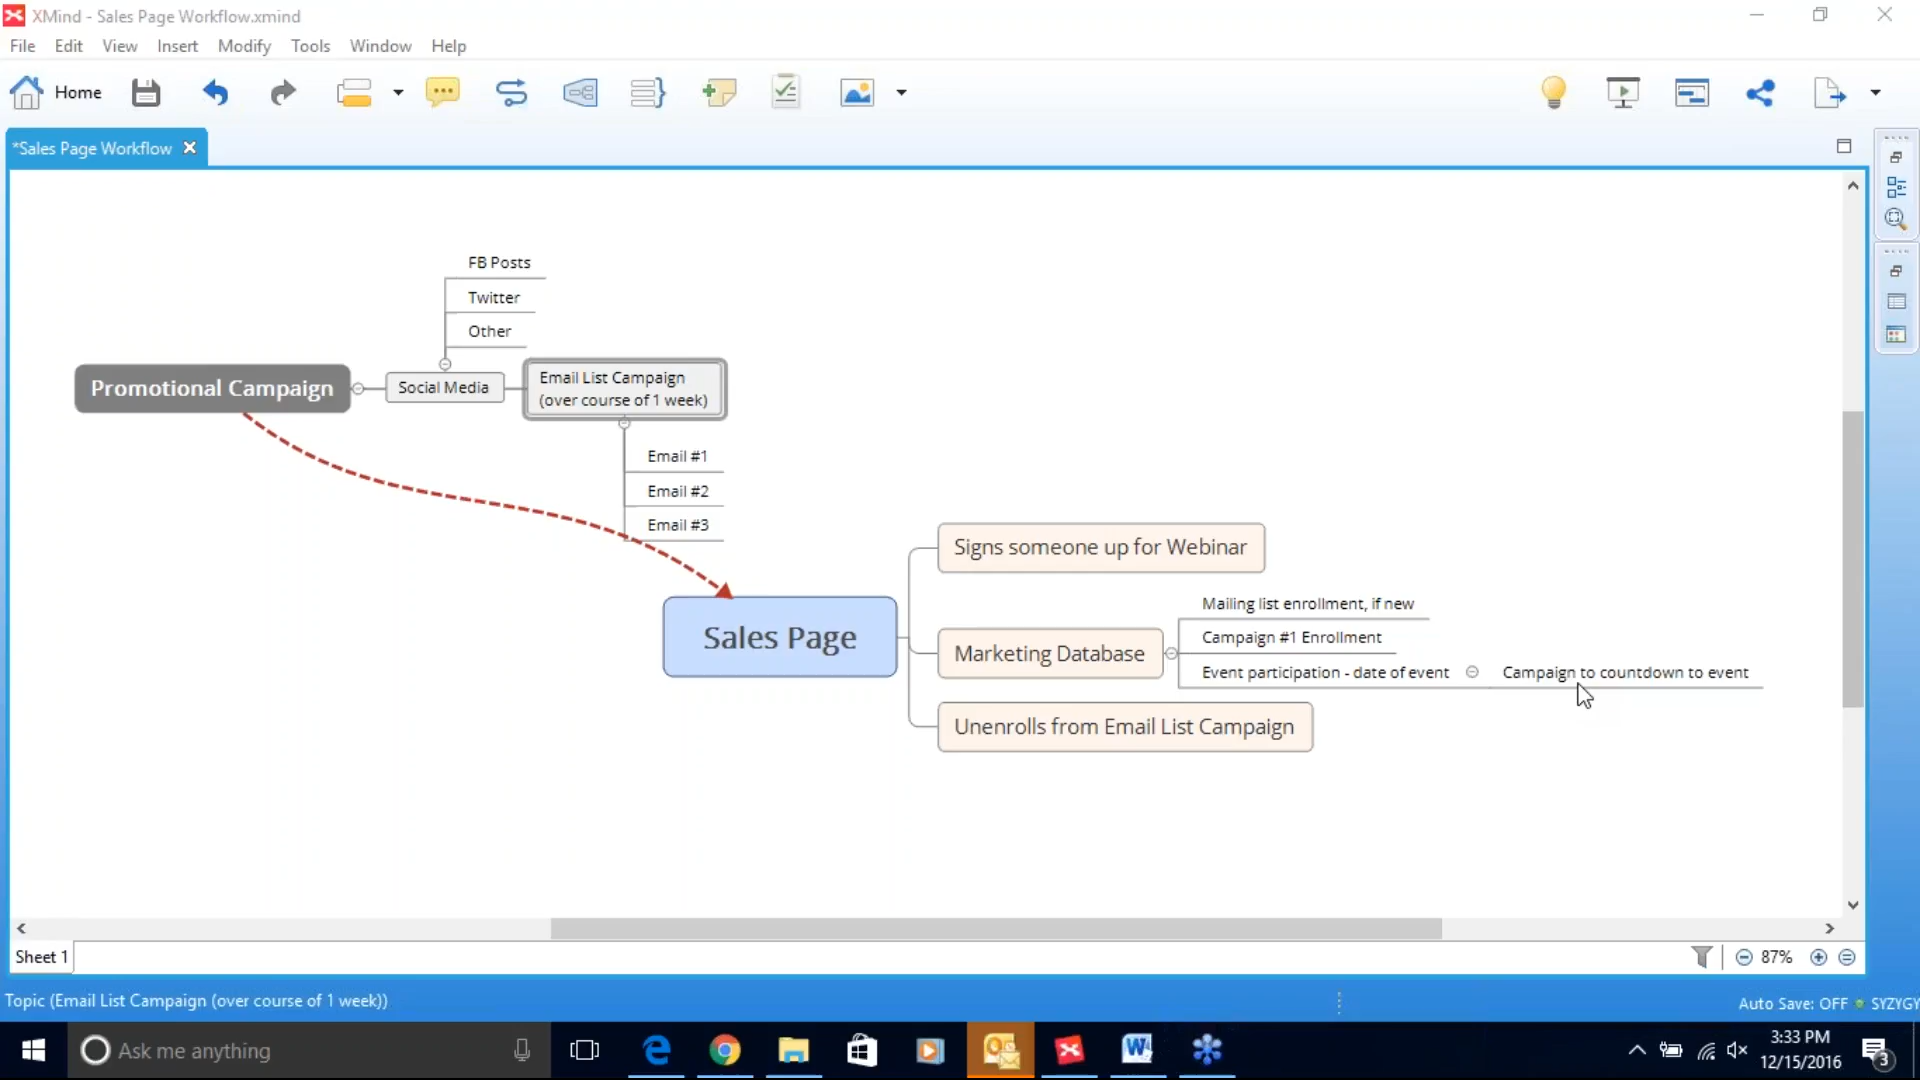 XMind - Sales Page Workflow.xmind
File Edit View Insert Modify Tools Window Help
Home
*Sales Page Workflow
FB Posts
Twitter
Other
Promotional Campaign
Social Media
Email List Campaign
(over course of 1 week)
Email #1
Email #2
Email #3
Sales Page
Signs someone up for Webinar
Marketing Database
Mailing list enrollment, if new
Campaign #1 Enrollment
Event participation - date of event
Campaign to countdown to event
Unenrolls from Email List Campaign
Sheet 1
87%
Topic (Email List Campaign (over course of 1 week))
Auto Save: OFF
SYZYGY
Ask me anything
3:33 PM
12/15/2016
3